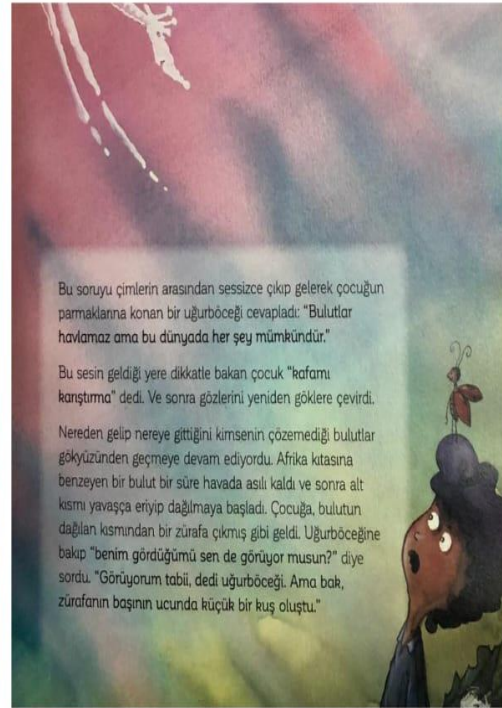 Bu soruyu çimlerin arasından sessizce çıkıp gelerek çocuğun
parmaklarına konan bir uğurböceği cevapladı: “Bulutlar
havlamaz ama bu dünyada her şey mümkündür.”
Bu sesin geldiği yere dikkatle bakan çocuk “kafamı
karıştırma” dedi. Ve sonra gözlerini yeniden göklere çevirdi.
Nereden gelip nereye gittiğini kimsenin çözemediği bulutlar
gökyüzünden geçmeye devam ediyordu. Afrika kıtasına
benzeyen bir bulut bir süre havada asılı kaldı ve sonra alt
kısmı yavaşça eriyip dağılmaya başladı. Çocuğa, bulutun
dağılan kısmından bir zürafa çıkmış gibi geldi. Uğurböceğine
bakıp “benim gördüğümü sen de görüyor musun?” diye
sordu. “Görüyorum tabii, dedi uğurböceği. Ama bak,
zürafanın başının ucunda küçük bir kuş oluştu.”